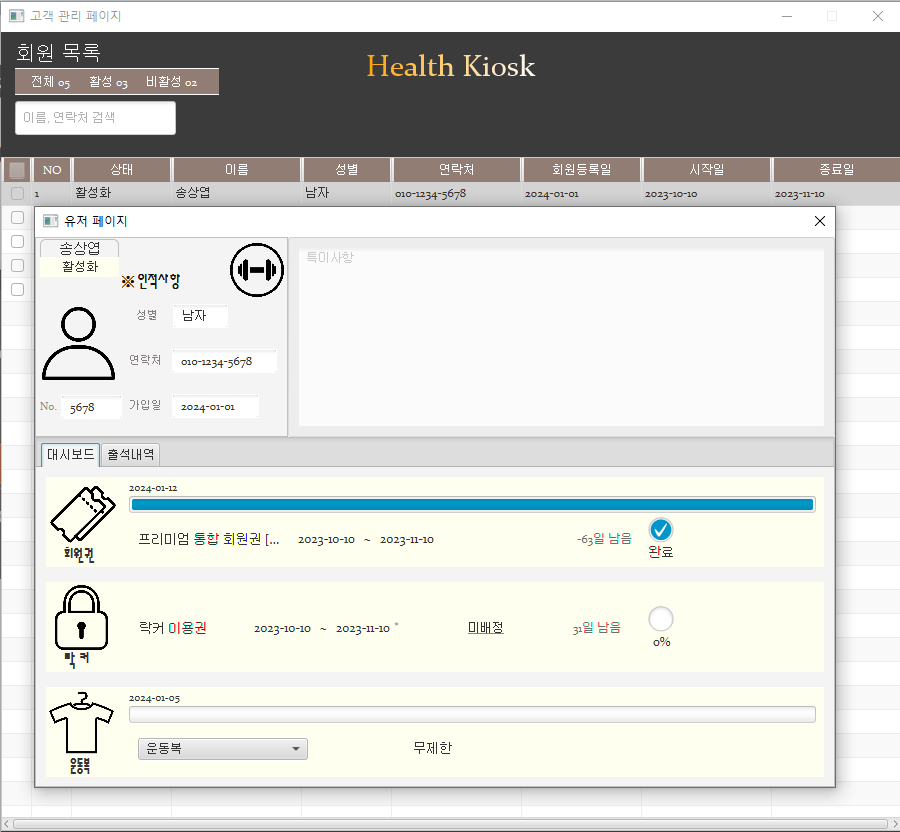 고객 관리 페이지
회원 목록
전체 05 활성 03 비활성 02
Health Kiosk
이름, 연락처 검색
NO 상태 이름 성별 연락처 회원등록일 시작일 종료일
1 활성화 송상엽 남자 010-1234-5678 2024-01-01 2023-10-10 2023-11-10
유저 페이지
송상엽
활성화
※인적사항
성별 남자
연락처 010-1234-5678
No. 5678 가입일 2024-01-01
특미사항
대시보드 출석내역
2024-01-12
회원권
프리미엄 통합 회원권 [... 2023-10-10 ~ 2023-11-10 -63일 남음
완료
락커 이용권 2023-10-10 ~ 2023-11-10 * 미배정 31일 남음
0%
락 커
2024-01-05
운동복 무제한
운동복